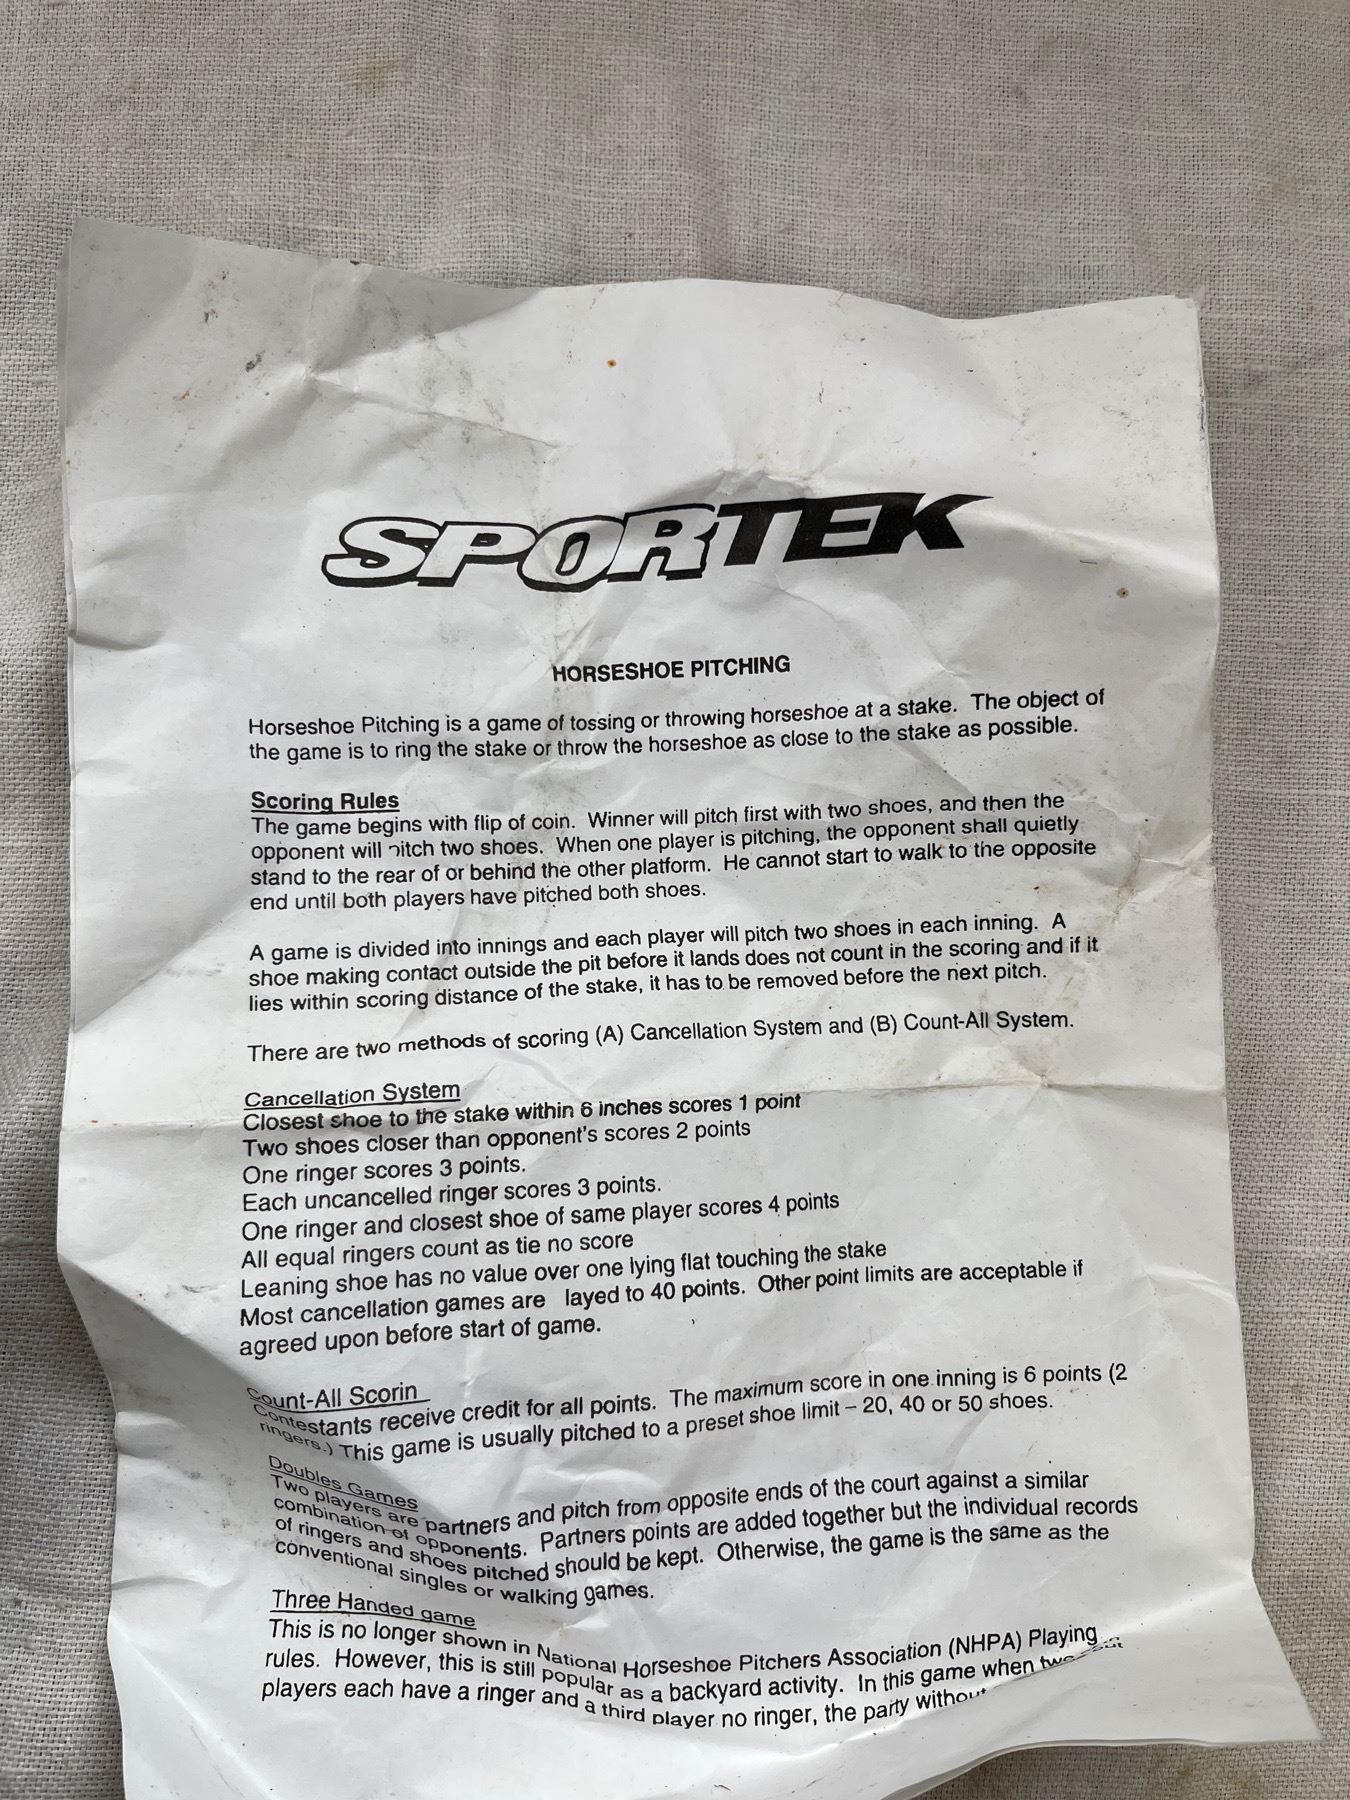 SPORTEK
HORSESHOE PITCHING
Horseshoe Pitching is a game of tossing or throwing horseshoe at a stake. The object of
the game is to ring the stake or throw the horseshoe as close to the stake as possible.
Scoring Rules
The game begins with flip of coin. Winner will pitch first with two shoes, and then the
opponent will pitch two shoes. When one player is pitching, the opponent shall quietly
stand to the rear of or behind the other platform. He cannot start to walk to the opposite
end until both players have pitched both shoes.
A game is divided into innings and each player will pitch two shoes in each inning. A
shoe making contact outside the pit before it lands does not count in the scoring and if it
lies within scoring distance of the stake, it has to be removed before the next pitch.
There are two methods of scoring (A) Cancellation System and (B) Count-All System.
Cancellation System
Closest shoe to the stake within 6 inches scores 1 point
Two shoes closer than opponent's scores 2 points
One ringer scores 3 points.
Each uncancelled ringer scores 3 points.
One ringer and closest shoe of same player scores 4 points
All equal ringers count as tie no score
Leaning shoe has no value over one lying flat touching the stake
Most cancellation games are layed to 40 points. Other point limits are acceptable if
agreed upon before start of game.
Count-All Scorin
Contestants receive credit for all points. The maximum score in one inning is 6 points (2
ringers.) This game is usually pitched to a preset shoe limit – 20, 40 or 50 shoes.
Doubles Games
Two players are partners and pitch from opposite ends of the court against a similar
combination of opponents. Partners points are added together but the individual records
of ringers and shoes pitched should be kept. Otherwise, the game is the same as the
conventional singles or walking games.
Three Handed game
This is no longer shown in National Horseshoe Pitchers Association (NHPA) Playing
rules. However, this is still popular as a backyard activity. In this game when two
players each have a ringer and a third player no ringer, the party without